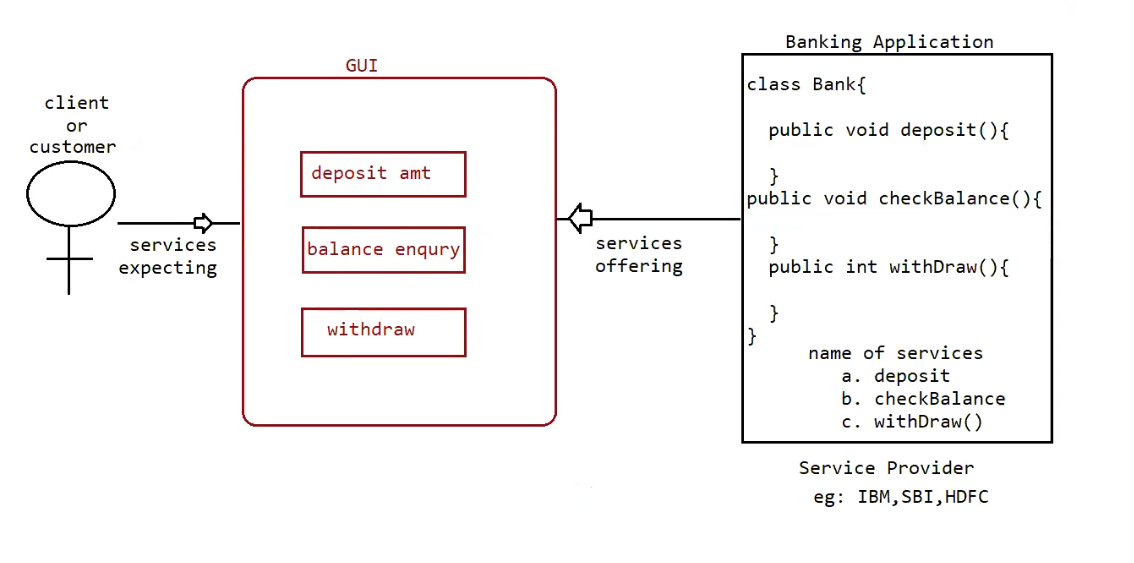 client
or
customer
services
expecting
GUI
deposit amt
balance enqury
withdraw
services
offering
Banking Application
class Bank{
public void deposit(){
}
public void checkBalance(){
}
public int withDraw(){
}
}
name of services
a. deposit
b. checkBalance
c. withDraw()
Service Provider
eg: IBM,SBI,HDFC